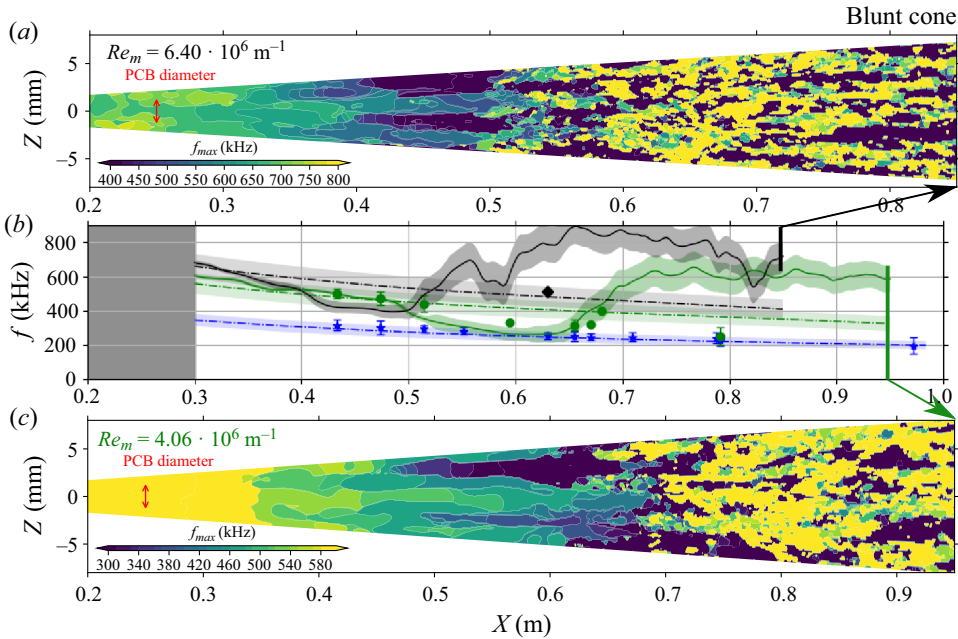 Blunt cone
(a)
Re_m = 6.40 · 10⁶ m⁻¹
PCB diameter
5
0
−5
Z (mm)
f_max (kHz)
400 450 500 550 600 650 700 750 800
0.2 0.3 0.4 0.5 0.6 0.7 0.8
(b)
800
600
400
200
0
f (kHz)
0.2 0.3 0.4 0.5 0.6 0.7 0.8 0.9 1.0
(c)
Re_m = 4.06 · 10⁶ m⁻¹
PCB diameter
5
0
−5
Z (mm)
f_max (kHz)
300 340 380 420 460 500 540 580
0.2 0.3 0.4 0.5 0.6 0.7 0.8 0.9
X (m)